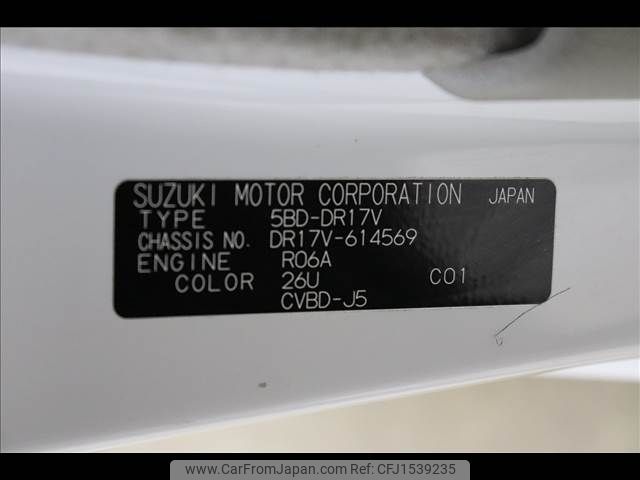 SUZUKI MOTOR CORPORATION JAPAN
TYPE 5BD-DR17V
CHASSIS NO. DR17V-614569
ENGINE R06A
COLOR 26U C01
CVBD-J5
www.CarFromJapan.com CFJ1539235